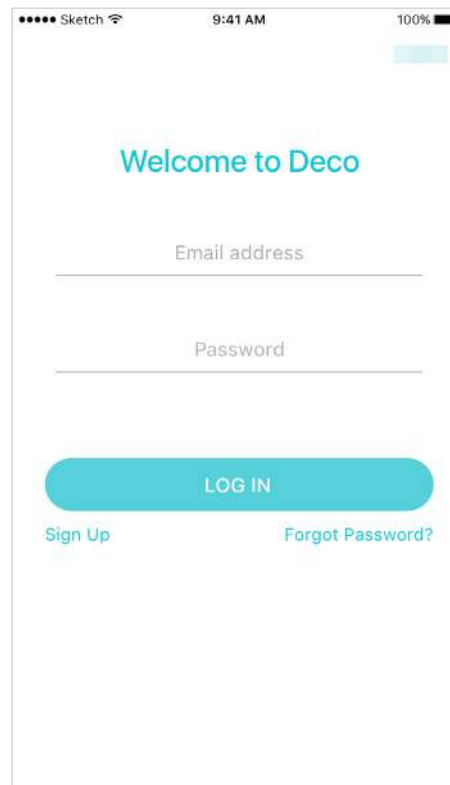 ●●●●● Sketch 9:41 AM 100%
Welcome to Deco
Email address
Password
LOG IN
Sign Up Forgot Password?